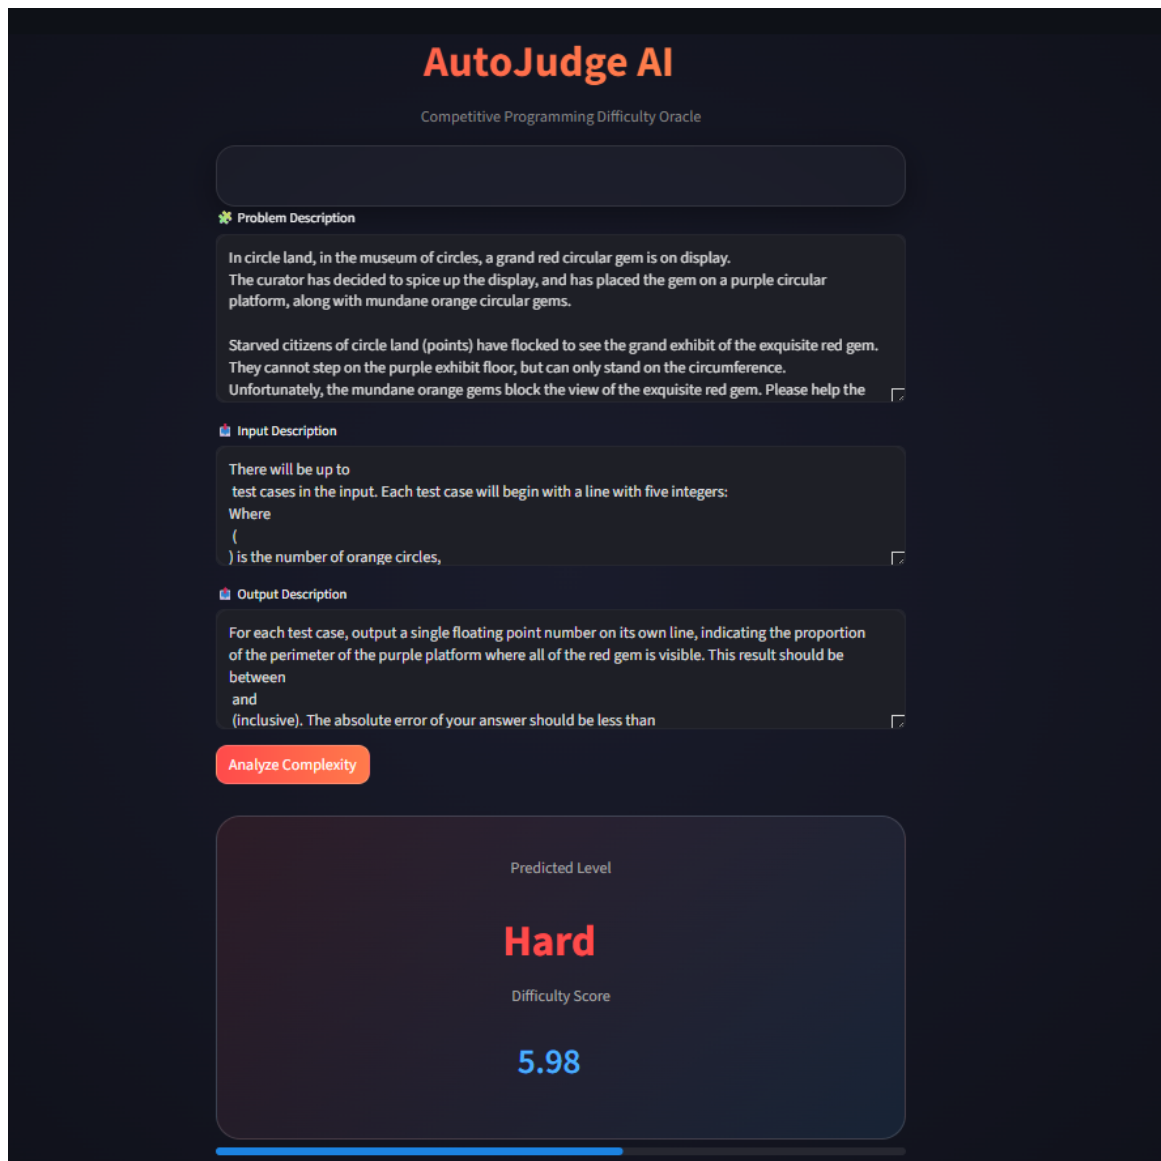 AutoJudge AI
Competitive Programming Difficulty Oracle
Problem Description
In circle land, in the museum of circles, a grand red circular gem is on display.
The curator has decided to spice up the display, and has placed the gem on a purple circular
platform, along with mundane orange circular gems.
Starved citizens of circle land (points) have flocked to see the grand exhibit of the exquisite red gem.
They cannot step on the purple exhibit floor, but can only stand on the circumference.
Unfortunately, the mundane orange gems block the view of the exquisite red gem. Please help the
Input Description
There will be up to
test cases in the input. Each test case will begin with a line with five integers:
Where
(
) is the number of orange circles,
Output Description
For each test case, output a single floating point number on its own line, indicating the proportion
of the perimeter of the purple platform where all of the red gem is visible. This result should be
between
and
(inclusive). The absolute error of your answer should be less than
Analyze Complexity
Predicted Level
Hard
Difficulty Score
5.98